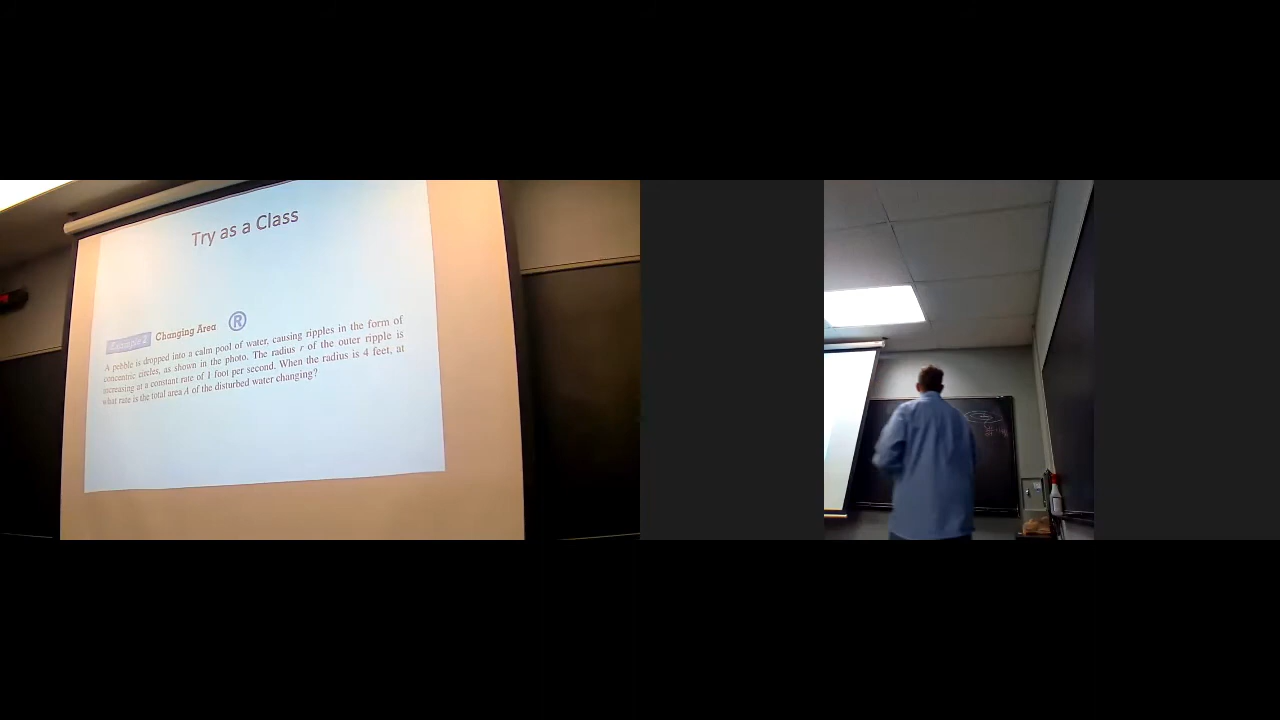 Try as a Class
Example 2 Changing Area ®
A pebble is dropped into a calm pool of water, causing ripples in the form of
concentric circles, as shown in the photo. The radius r of the outer ripple is
increasing at a constant rate of 1 foot per second. When the radius is 4 feet, at
what rate is the total area A of the disturbed water changing?